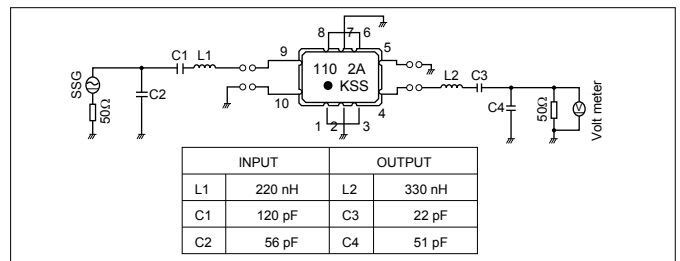 8 7 6
C1 L1 9 5
SSG 50Ω C2 110 2A L2 C3
KSS C4 50Ω V Volt meter
10 4
1 2 3
INPUT OUTPUT
L1 220 nH L2 330 nH
C1 120 pF C3 22 pF
C2 56 pF C4 51 pF